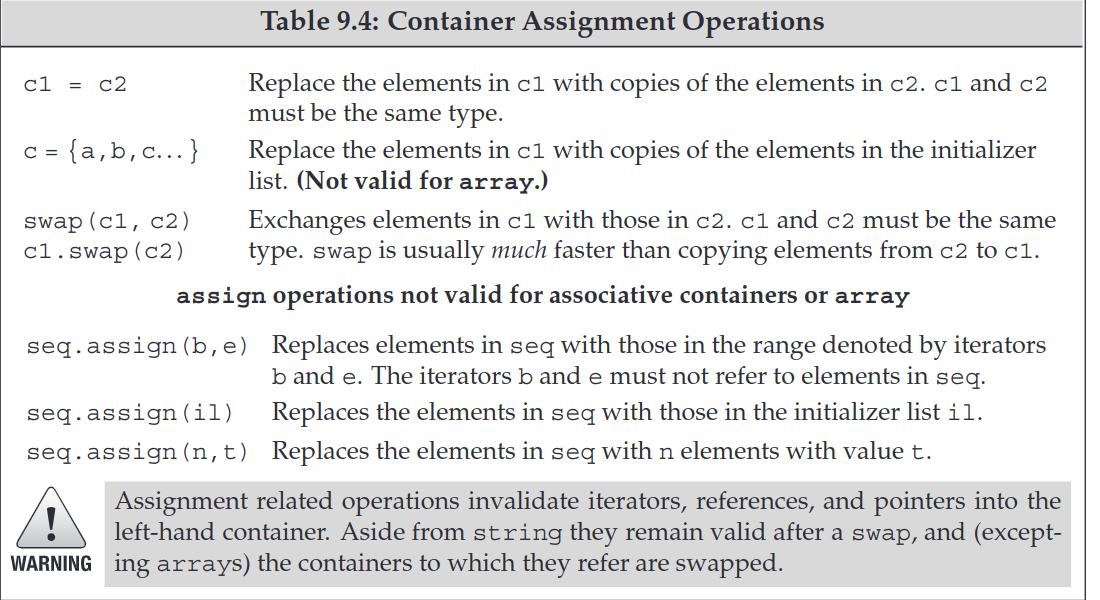 Table 9.4: Container Assignment Operations
c1 = c2 Replace the elements in c1 with copies of the elements in c2. c1 and c2
must be the same type.
c = {a,b,c...} Replace the elements in c1 with copies of the elements in the initializer
list. (Not valid for array.)
swap(c1, c2) Exchanges elements in c1 with those in c2. c1 and c2 must be the same
c1.swap(c2) type. swap is usually much faster than copying elements from c2 to c1.
assign operations not valid for associative containers or array
seq.assign(b,e) Replaces elements in seq with those in the range denoted by iterators
b and e. The iterators b and e must not refer to elements in seq.
seq.assign(il) Replaces the elements in seq with those in the initializer list il.
seq.assign(n,t) Replaces the elements in seq with n elements with value t.
Assignment related operations invalidate iterators, references, and pointers into the
left-hand container. Aside from string they remain valid after a swap, and (except-
WARNING ing arrays) the containers to which they refer are swapped.